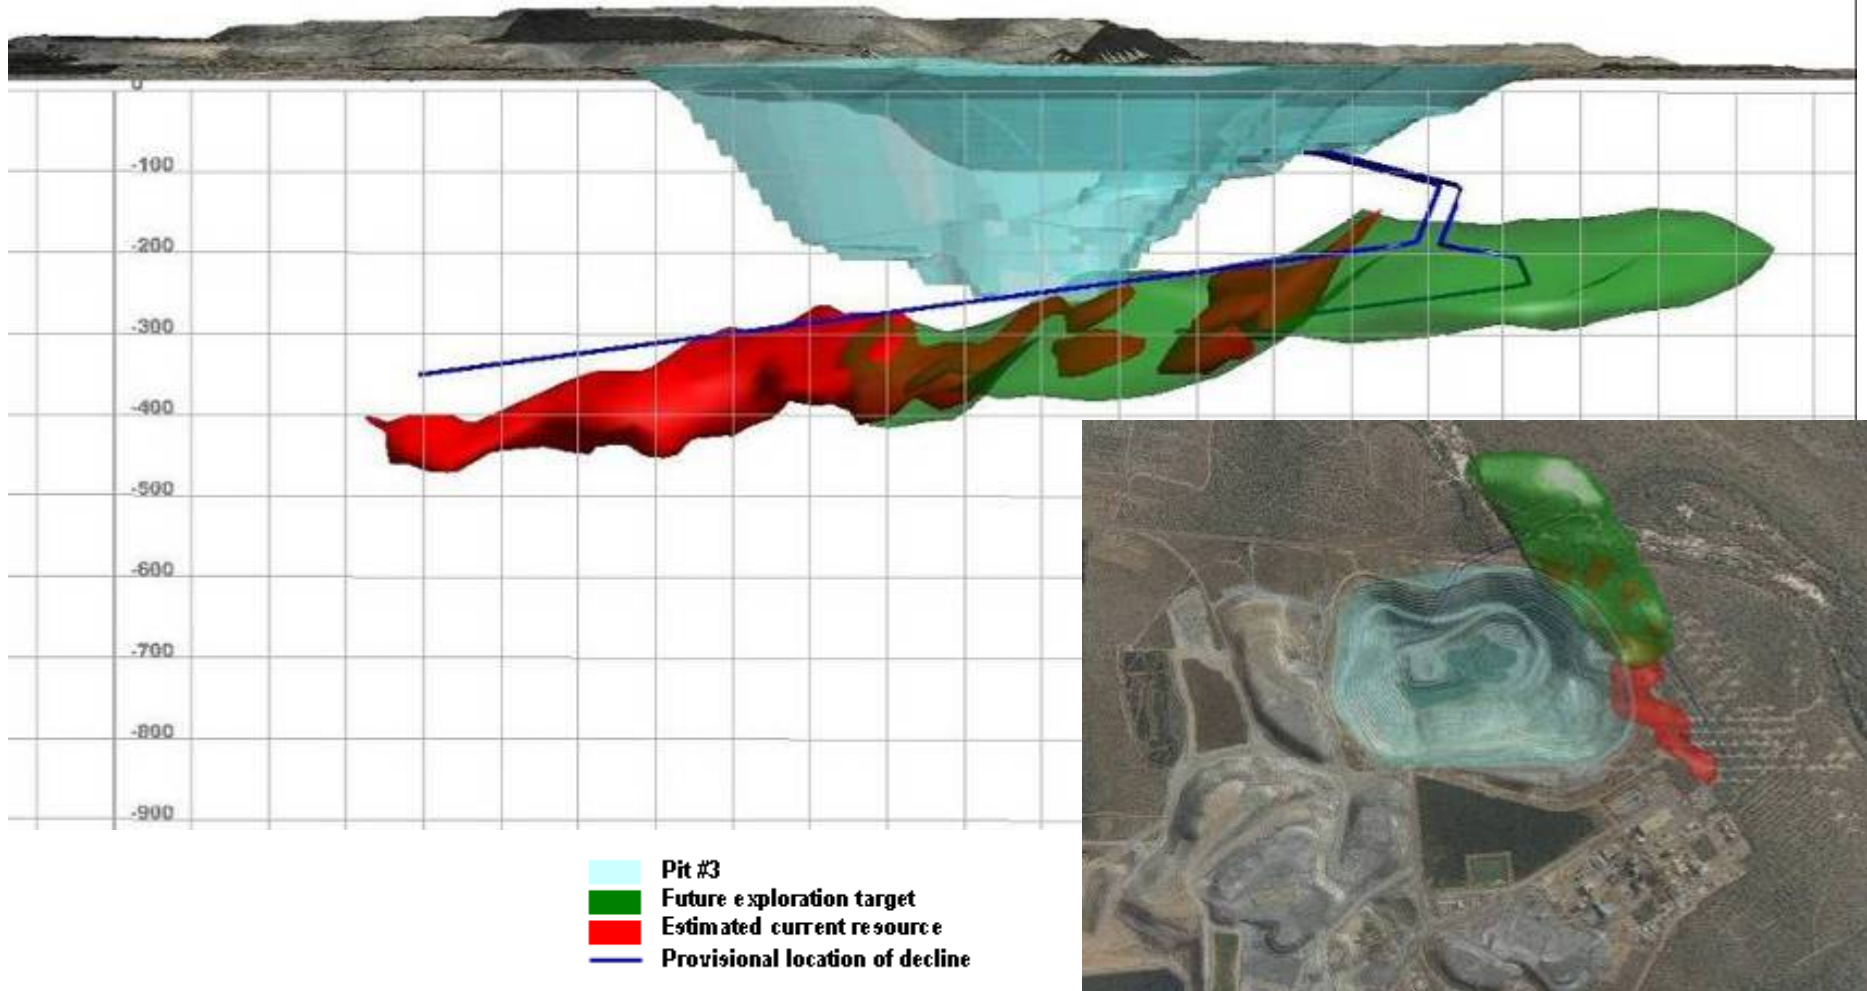 0
-100
-200
-300
-400
-500
-600
-700
-800
-900
Pit #3
Future exploration target
Estimated current resource
Provisional location of decline